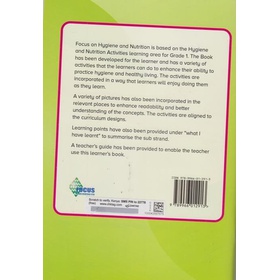 Focus on Hygiene and Nutrition is based on the Hygiene
and Nutrition Activities learning area for Grade 1. The Book
has been developed for the learner and has a variety of
activities that the learners can do to enhance their ability to
practice hygiene and healthy living. The activities are
incorporated in a way that learners will enjoy doing them
as they learn.
A variety of pictures has also been incorporated in the
relevant places to enhance readability and better
understanding of the concepts. The activities are aligned to
the curriculum designs.
Learning points have also been provided under "what I
have learnt" to summarise the sub strand.
A teacher's guide has been provided to enable the teacher
use this learner's book.
FOCUS